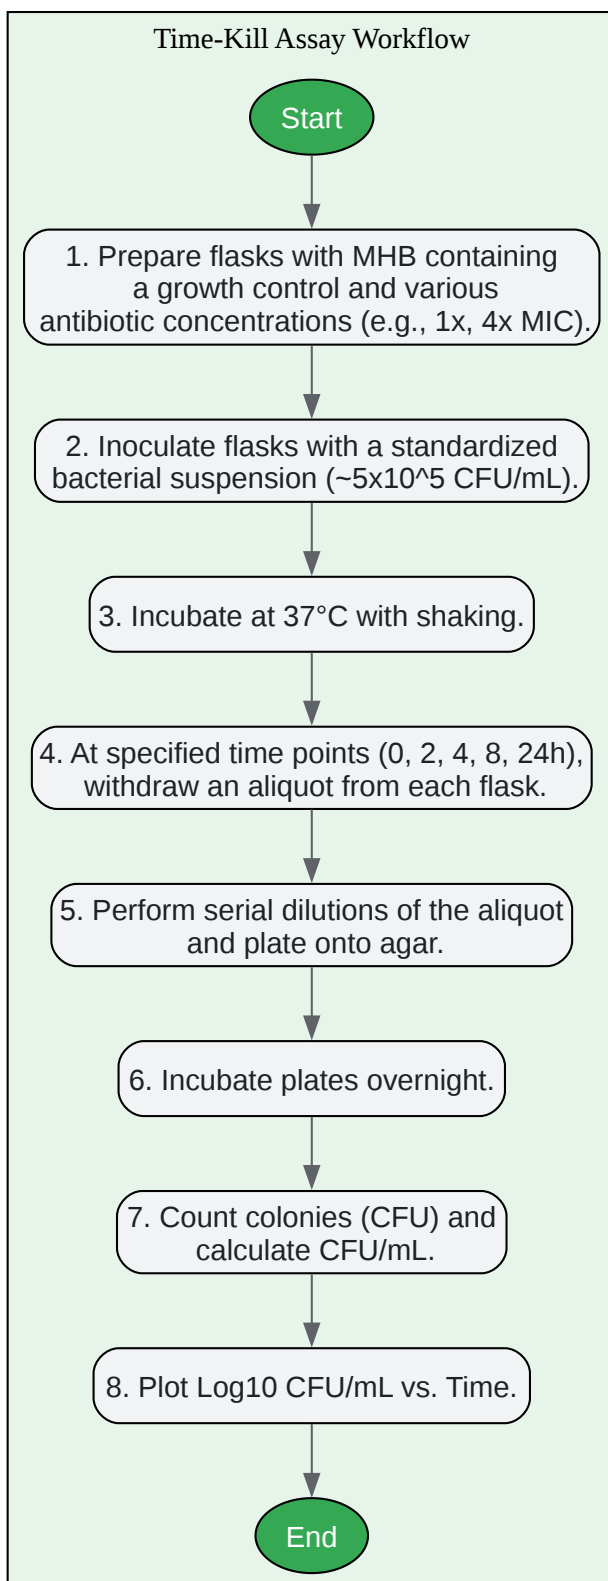 Time-Kill Assay Workflow
Start
1. Prepare flasks with MHB containing
a growth control and various
antibiotic concentrations (e.g., 1x, 4x MIC).
2. Inoculate flasks with a standardized
bacterial suspension (~5x10^5 CFU/mL).
3. Incubate at 37°C with shaking.
4. At specified time points (0, 2, 4, 8, 24h),
withdraw an aliquot from each flask.
5. Perform serial dilutions of the aliquot
and plate onto agar.
6. Incubate plates overnight.
7. Count colonies (CFU) and
calculate CFU/mL.
8. Plot Log10 CFU/mL vs. Time.
End